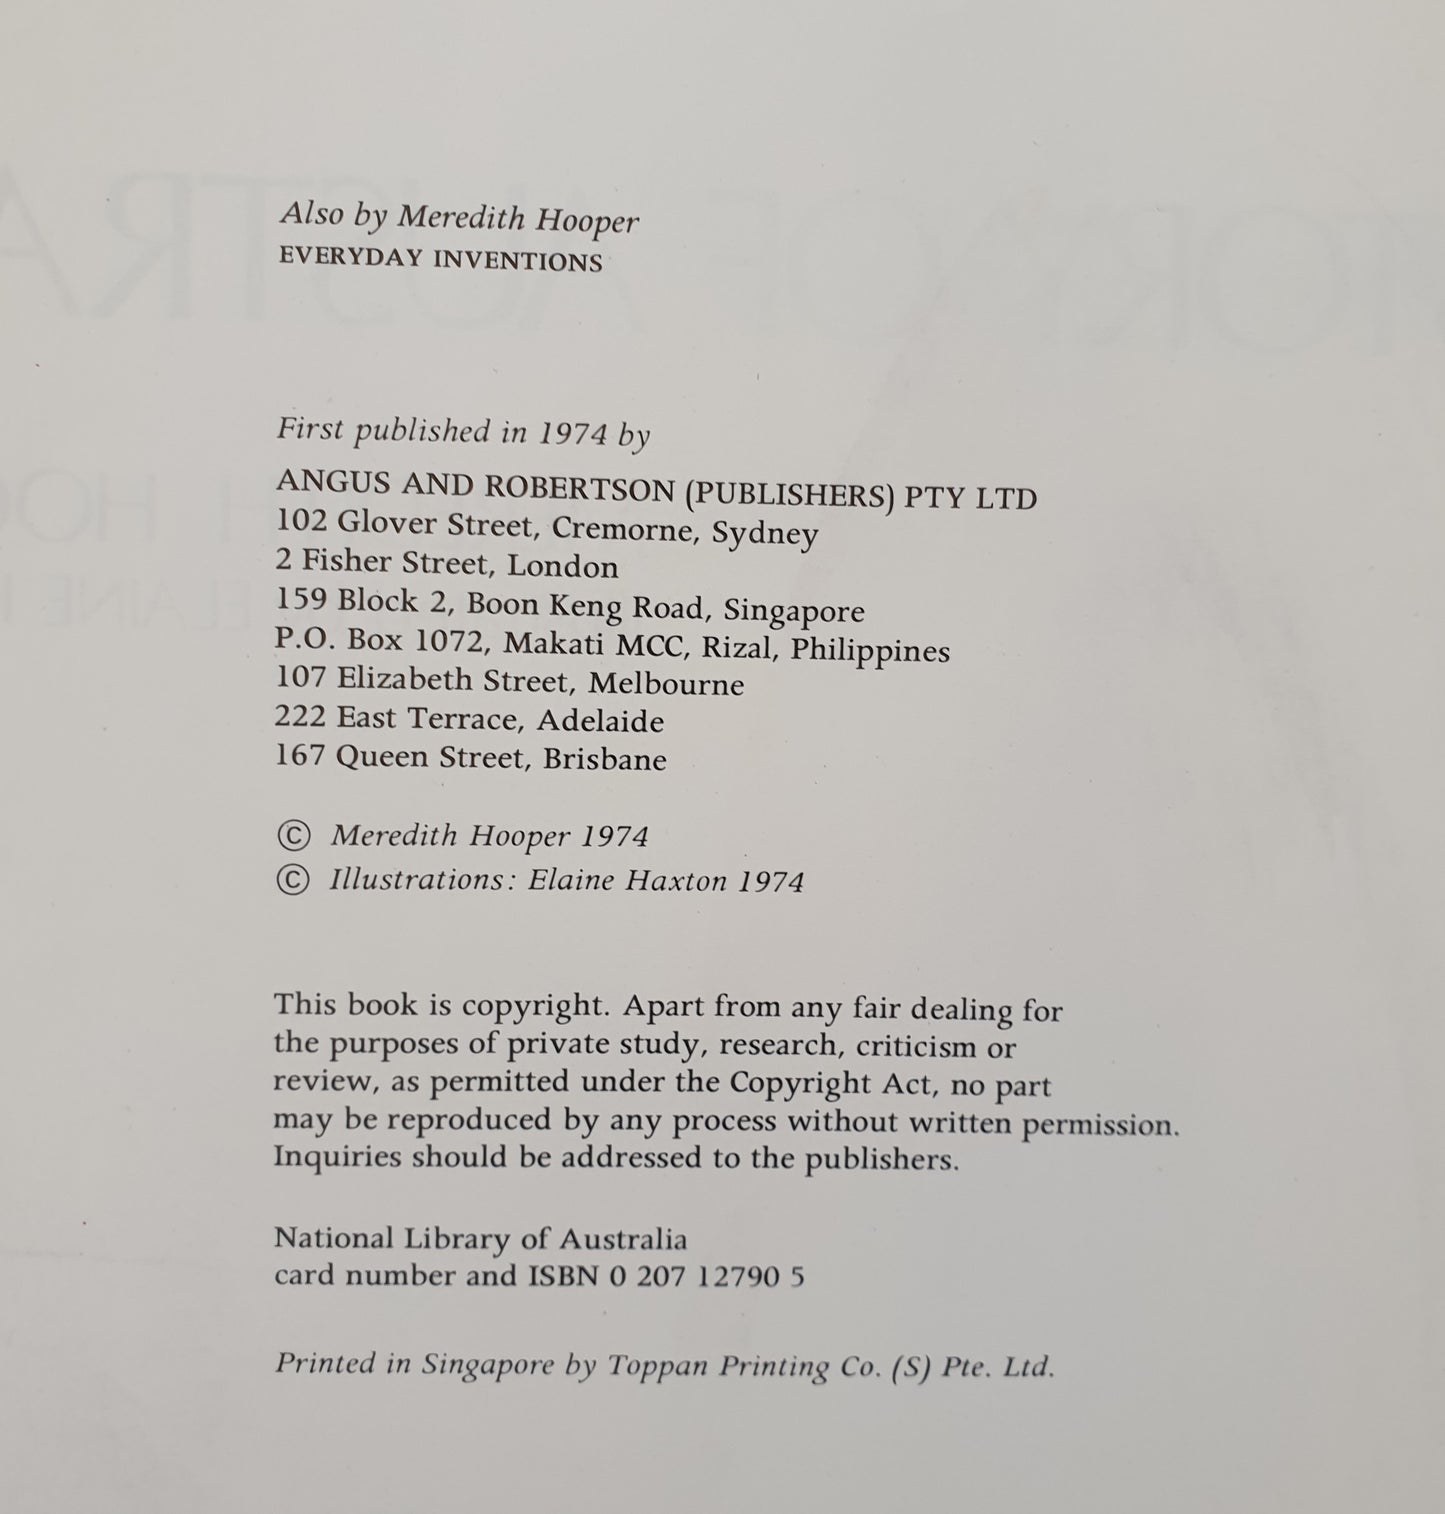 Also by Meredith Hooper
EVERYDAY INVENTIONS
First published in 1974 by
ANGUS AND ROBERTSON (PUBLISHERS) PTY LTD
102 Glover Street, Cremorne, Sydney
2 Fisher Street, London
159 Block 2, Boon Keng Road, Singapore
P.O. Box 1072, Makati MCC, Rizal, Philippines
107 Elizabeth Street, Melbourne
222 East Terrace, Adelaide
167 Queen Street, Brisbane
© Meredith Hooper 1974
© Illustrations: Elaine Haxton 1974
This book is copyright. Apart from any fair dealing for
the purposes of private study, research, criticism or
review, as permitted under the Copyright Act, no part
may be reproduced by any process without written permission.
Inquiries should be addressed to the publishers.
National Library of Australia
card number and ISBN 0 207 12790 5
Printed in Singapore by Toppan Printing Co. (S) Pte. Ltd.